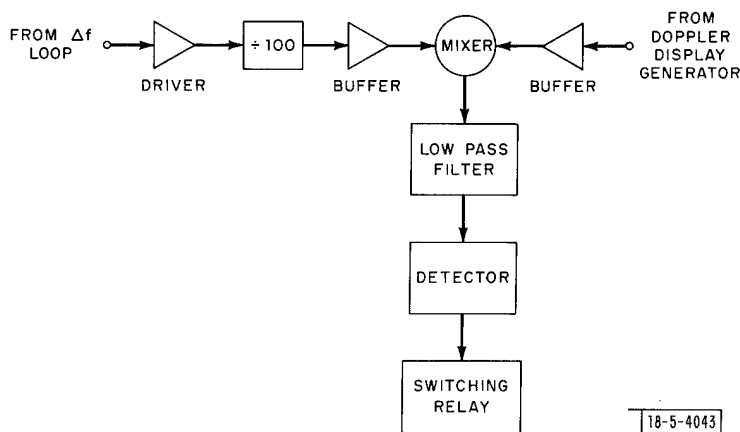 FROM Δf
LOOP
DRIVER
÷100
BUFFER
MIXER
BUFFER
FROM
DOPPLER
DISPLAY
GENERATOR
LOW PASS
FILTER
DETECTOR
SWITCHING
RELAY
18-5-4043